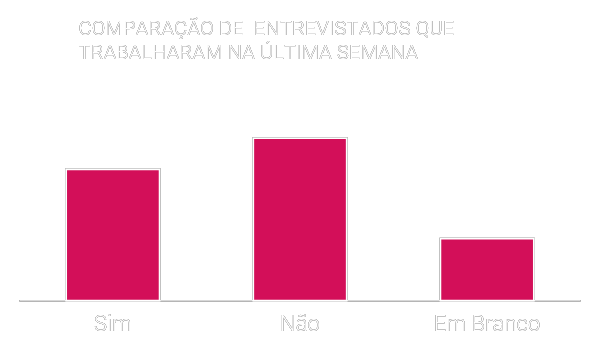 COMPARAÇÃO DE ENTREVISTADOS QUE
TRABALHARAM NA ÚLTIMA SEMANA
Sim
Não
Em Branco